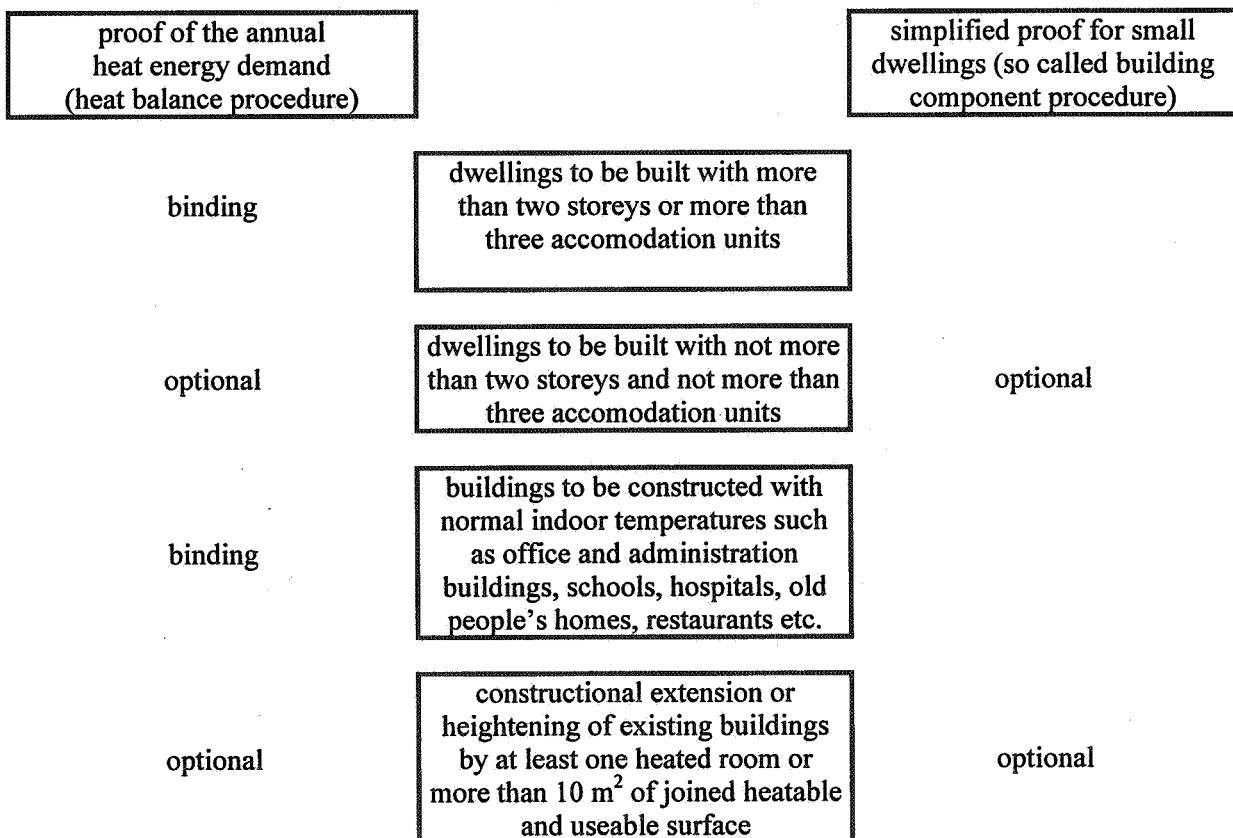 proof of the annual
heat energy demand
(heat balance procedure)
simplified proof for small
dwellings (so called building
component procedure)
binding
dwellings to be built with more
than two storeys or more than
three accomodation units
optional
dwellings to be built with not more
than two storeys and not more than
three accomodation units
optional
binding
buildings to be constructed with
normal indoor temperatures such
as office and administration
buildings, schools, hospitals, old
people's homes, restaurants etc.
optional
constructional extension or
heightening of existing buildings
by at least one heated room or
more than 10 m² of joined heatable
and useable surface
optional